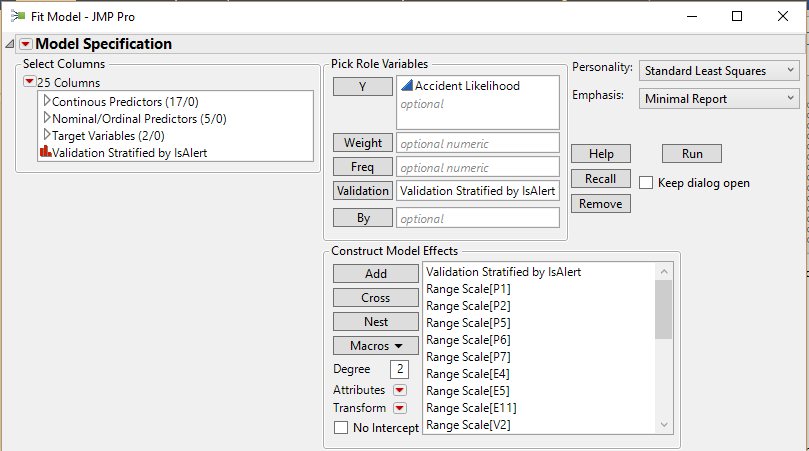 Fit Model - JMP Pro
Model Specification
Select Columns
25 Columns
Continous Predictors (17/0)
Nominal/Ordinal Predictors (5/0)
Target Variables (2/0)
Validation Stratified by IsAlert
Pick Role Variables
Y
Accident Likelihood
optional
Weight
optional numeric
Freq
optional numeric
Validation
Validation Stratified by IsAlert
By
optional
Personality:
Standard Least Squares
Emphasis:
Minimal Report
Help
Run
Recall
Keep dialog open
Remove
Construct Model Effects
Add
Cross
Nest
Macros
Degree
2
Attributes
Transform
No Intercept
Validation Stratified by IsAlert
Range Scale[P1]
Range Scale[P2]
Range Scale[P5]
Range Scale[P6]
Range Scale[P7]
Range Scale[E4]
Range Scale[E5]
Range Scale[E11]
Range Scale[V2]